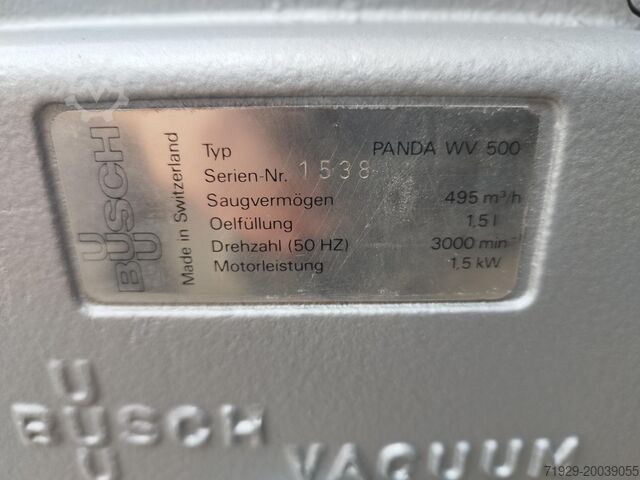 BUSCH
Made in Switzerland
Typ PANDA WV 500
Serien-Nr. 1538
Saugvermögen 495 m³/h
Oelfüllung 1,5 l
Drehzahl (50 HZ) 3000 min⁻¹
Motorleistung 1,5 kW
BUSCH
VACUUM
71929-20039055